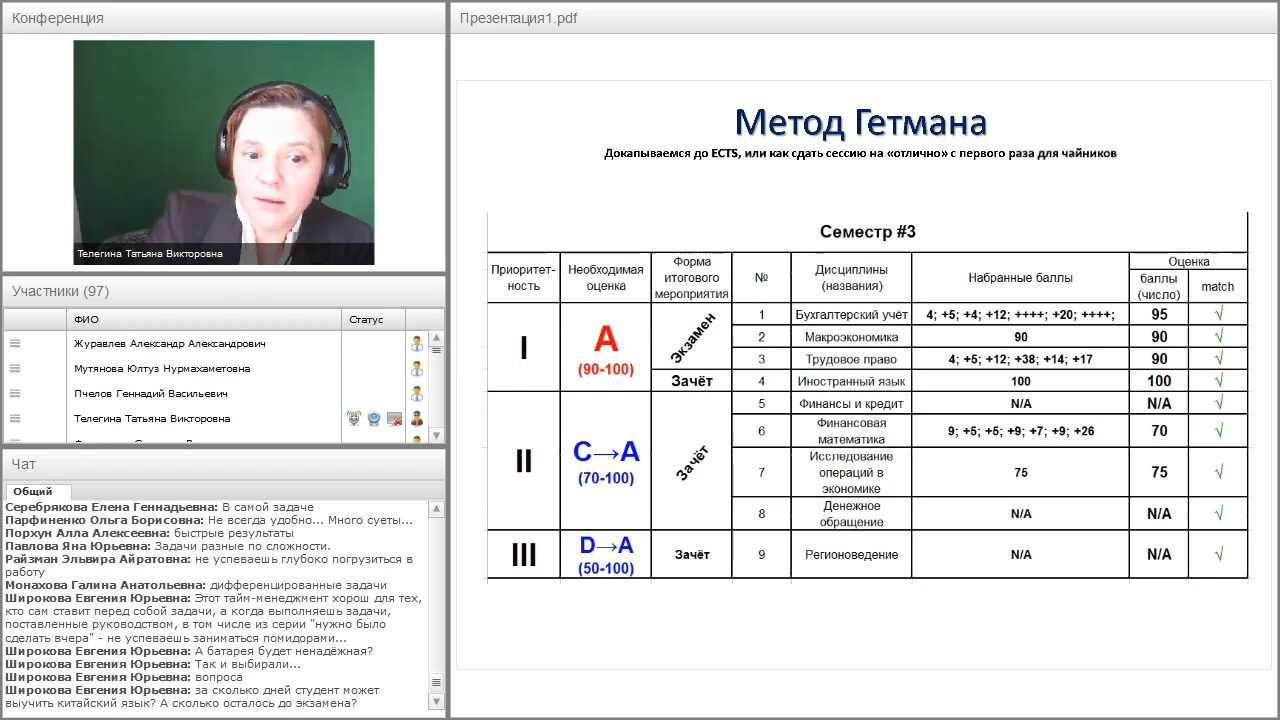 Конференция
Телегина Татьяна Викторовна
Участники (97)
ФИО Статус
Журавлев Александр Александрович
Мутянова Юлтуз Нурмахаметовна
Пчелов Геннадий Васильевич
Телегина Татьяна Викторовна
Чат
Общий
Серебрякова Елена Геннадьевна: В самой задаче
Парфиненко Ольга Борисовна: Не всегда удобно... Много суеты...
Порхун Алла Алексеевна: быстрые результаты
Павлова Яна Юрьевна: Задачи разные по сложности.
Райзман Эльвира Айратовна: не успеваешь глубоко погрузиться в
работу
Монахова Галина Анатольевна: дифференцированные задачи
Широкова Евгения Юрьевна: Этот тайм-менеджмент хорош для тех,
кто сам ставит перед собой задачи, а когда выполняешь задачи,
поставленные руководством, в том числе из серии "нужно было
сделать вчера" - не успеваешь заниматься помидорами...
Широкова Евгения Юрьевна: А батарея будет ненадёжная?
Широкова Евгения Юрьевна: Так и выбирали...
Широкова Евгения Юрьевна: вопроса
Широкова Евгения Юрьевна: за сколько дней студент может
выучить китайский язык? А сколько осталось до экзамена?
Презентация1.pdf
Метод Гетмана
Докапываемся до ECTS, или как сдать сессию на «отлично» с первого раза для чайников
Семестр #3
Приоритет-
ность
Необходимая
оценка
Форма
итогового
мероприятия
№
Дисциплины
(названия)
Набранные баллы
Оценка
баллы
(число)
match
I
A
(90-100)
Экзамен
1 Бухгалтерский учёт 4; +5; +4; +12; ++++; +20; ++++; 95 √
2 Макроэкономика 90 90 √
3 Трудовое право 4; +5; +12; +38; +14; +17 90 √
Зачёт 4 Иностранный язык 100 100 √
II
C→A
(70-100)
Зачёт
5 Финансы и кредит N/A N/A √
6 Финансовая
математика 9; +5; +5; +9; +7; +9; +26 70 √
7 Исследование
операций в
экономике 75 75 √
8 Денежное
обращение N/A N/A √
III
D→A
(50-100)
Зачёт 9 Регионоведение N/A N/A √